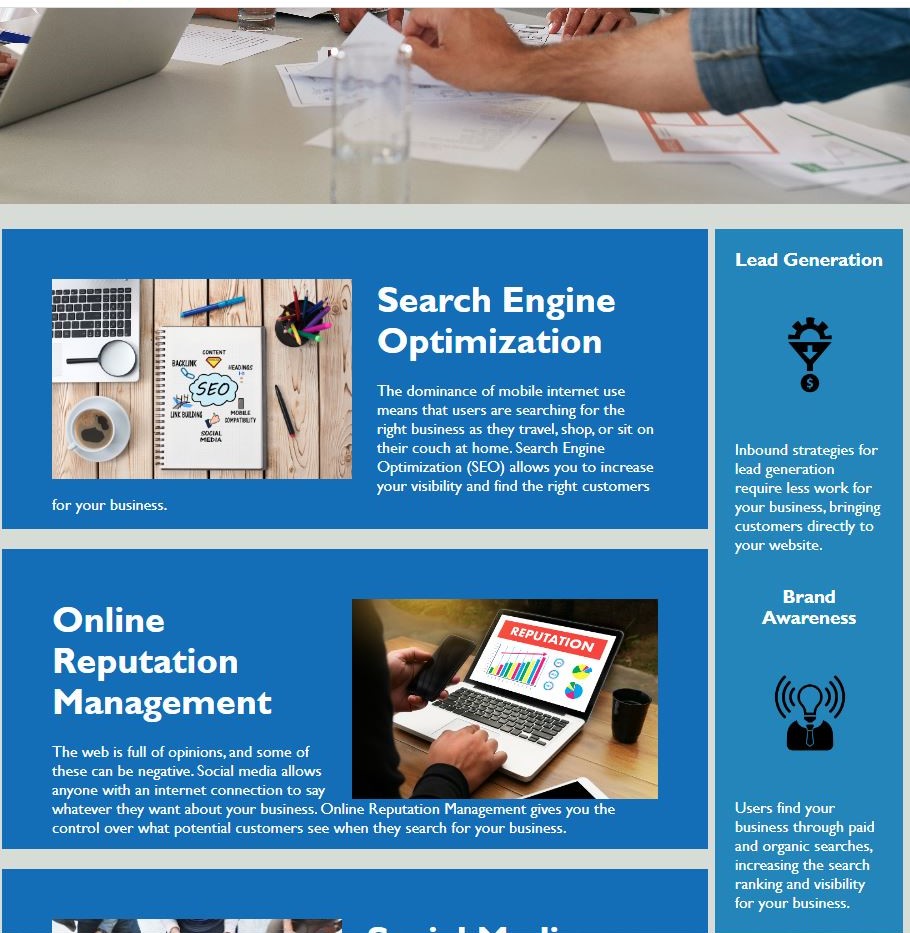 Search Engine
Optimization
The dominance of mobile internet use
means that users are searching for the
right business as they travel, shop, or sit on
their couch at home. Search Engine
Optimization (SEO) allows you to increase
your visibility and find the right customers
for your business.
CONTENT
BACKLINK
HEADINGS
SEO
LINK BUILDING
MOBILE
COMPATIBILITY
SOCIAL
MEDIA
Online
Reputation
Management
The web is full of opinions, and some of
these can be negative. Social media allows
anyone with an internet connection to say
whatever they want about your business. Online Reputation Management gives you the
control over what potential customers see when they search for your business.
REPUTATION
Lead Generation
$
Inbound strategies for
lead generation
require less work for
your business, bringing
customers directly to
your website.
Brand
Awareness
Users find your
business through paid
and organic searches,
increasing the search
ranking and visibility
for your business.